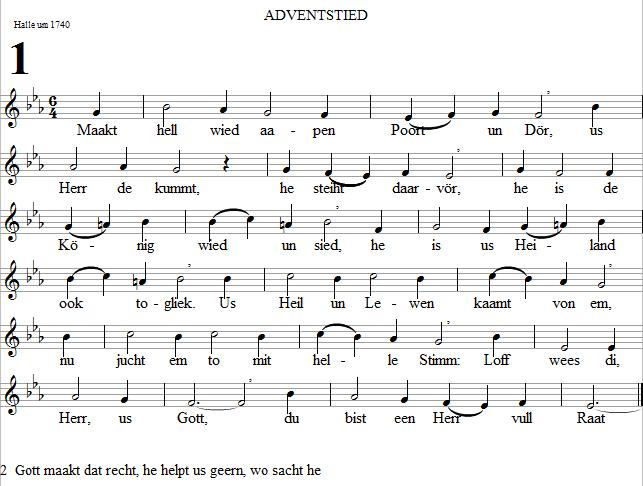 ADVENTSTIED
Halle um 1740
1
Maakt hell wied aa - pen Poort un Dör, us
Herr de kummt, he steiht daar - vör, he is de
Kö - nig wied un sied, he is us Hei - land
ook to - gliek. Us Heil un Le - wen kaamt von em,
nu jucht em to mit hel - le Stimm: Loff wees di,
Herr, us Gott, du bist een Herr vull Raat
2 Gott maakt dat recht, he helpt us geern, wo sacht he